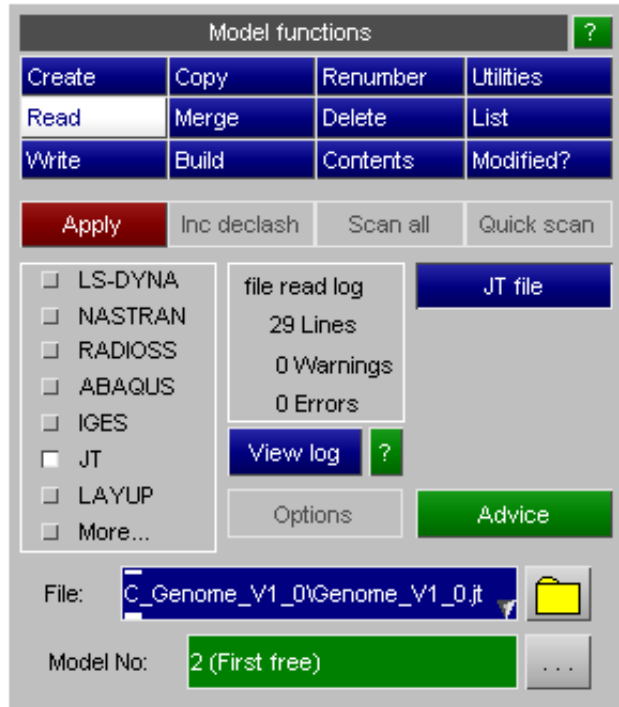 Model functions ?
Create Copy Renumber Utilities
Read Merge Delete List
Write Build Contents Modified?
Apply Inc declash Scan all Quick scan
LS-DYNA
NASTRAN
RADIOSS
ABAQUS
IGES
JT
LAYUP
More...
file read log
29 Lines
0 Warnings
0 Errors
JT file
View log ?
Options Advice
File: C_Genome_V1_0\Genome_V1_0.jt
Model No: 2 (First free) ...